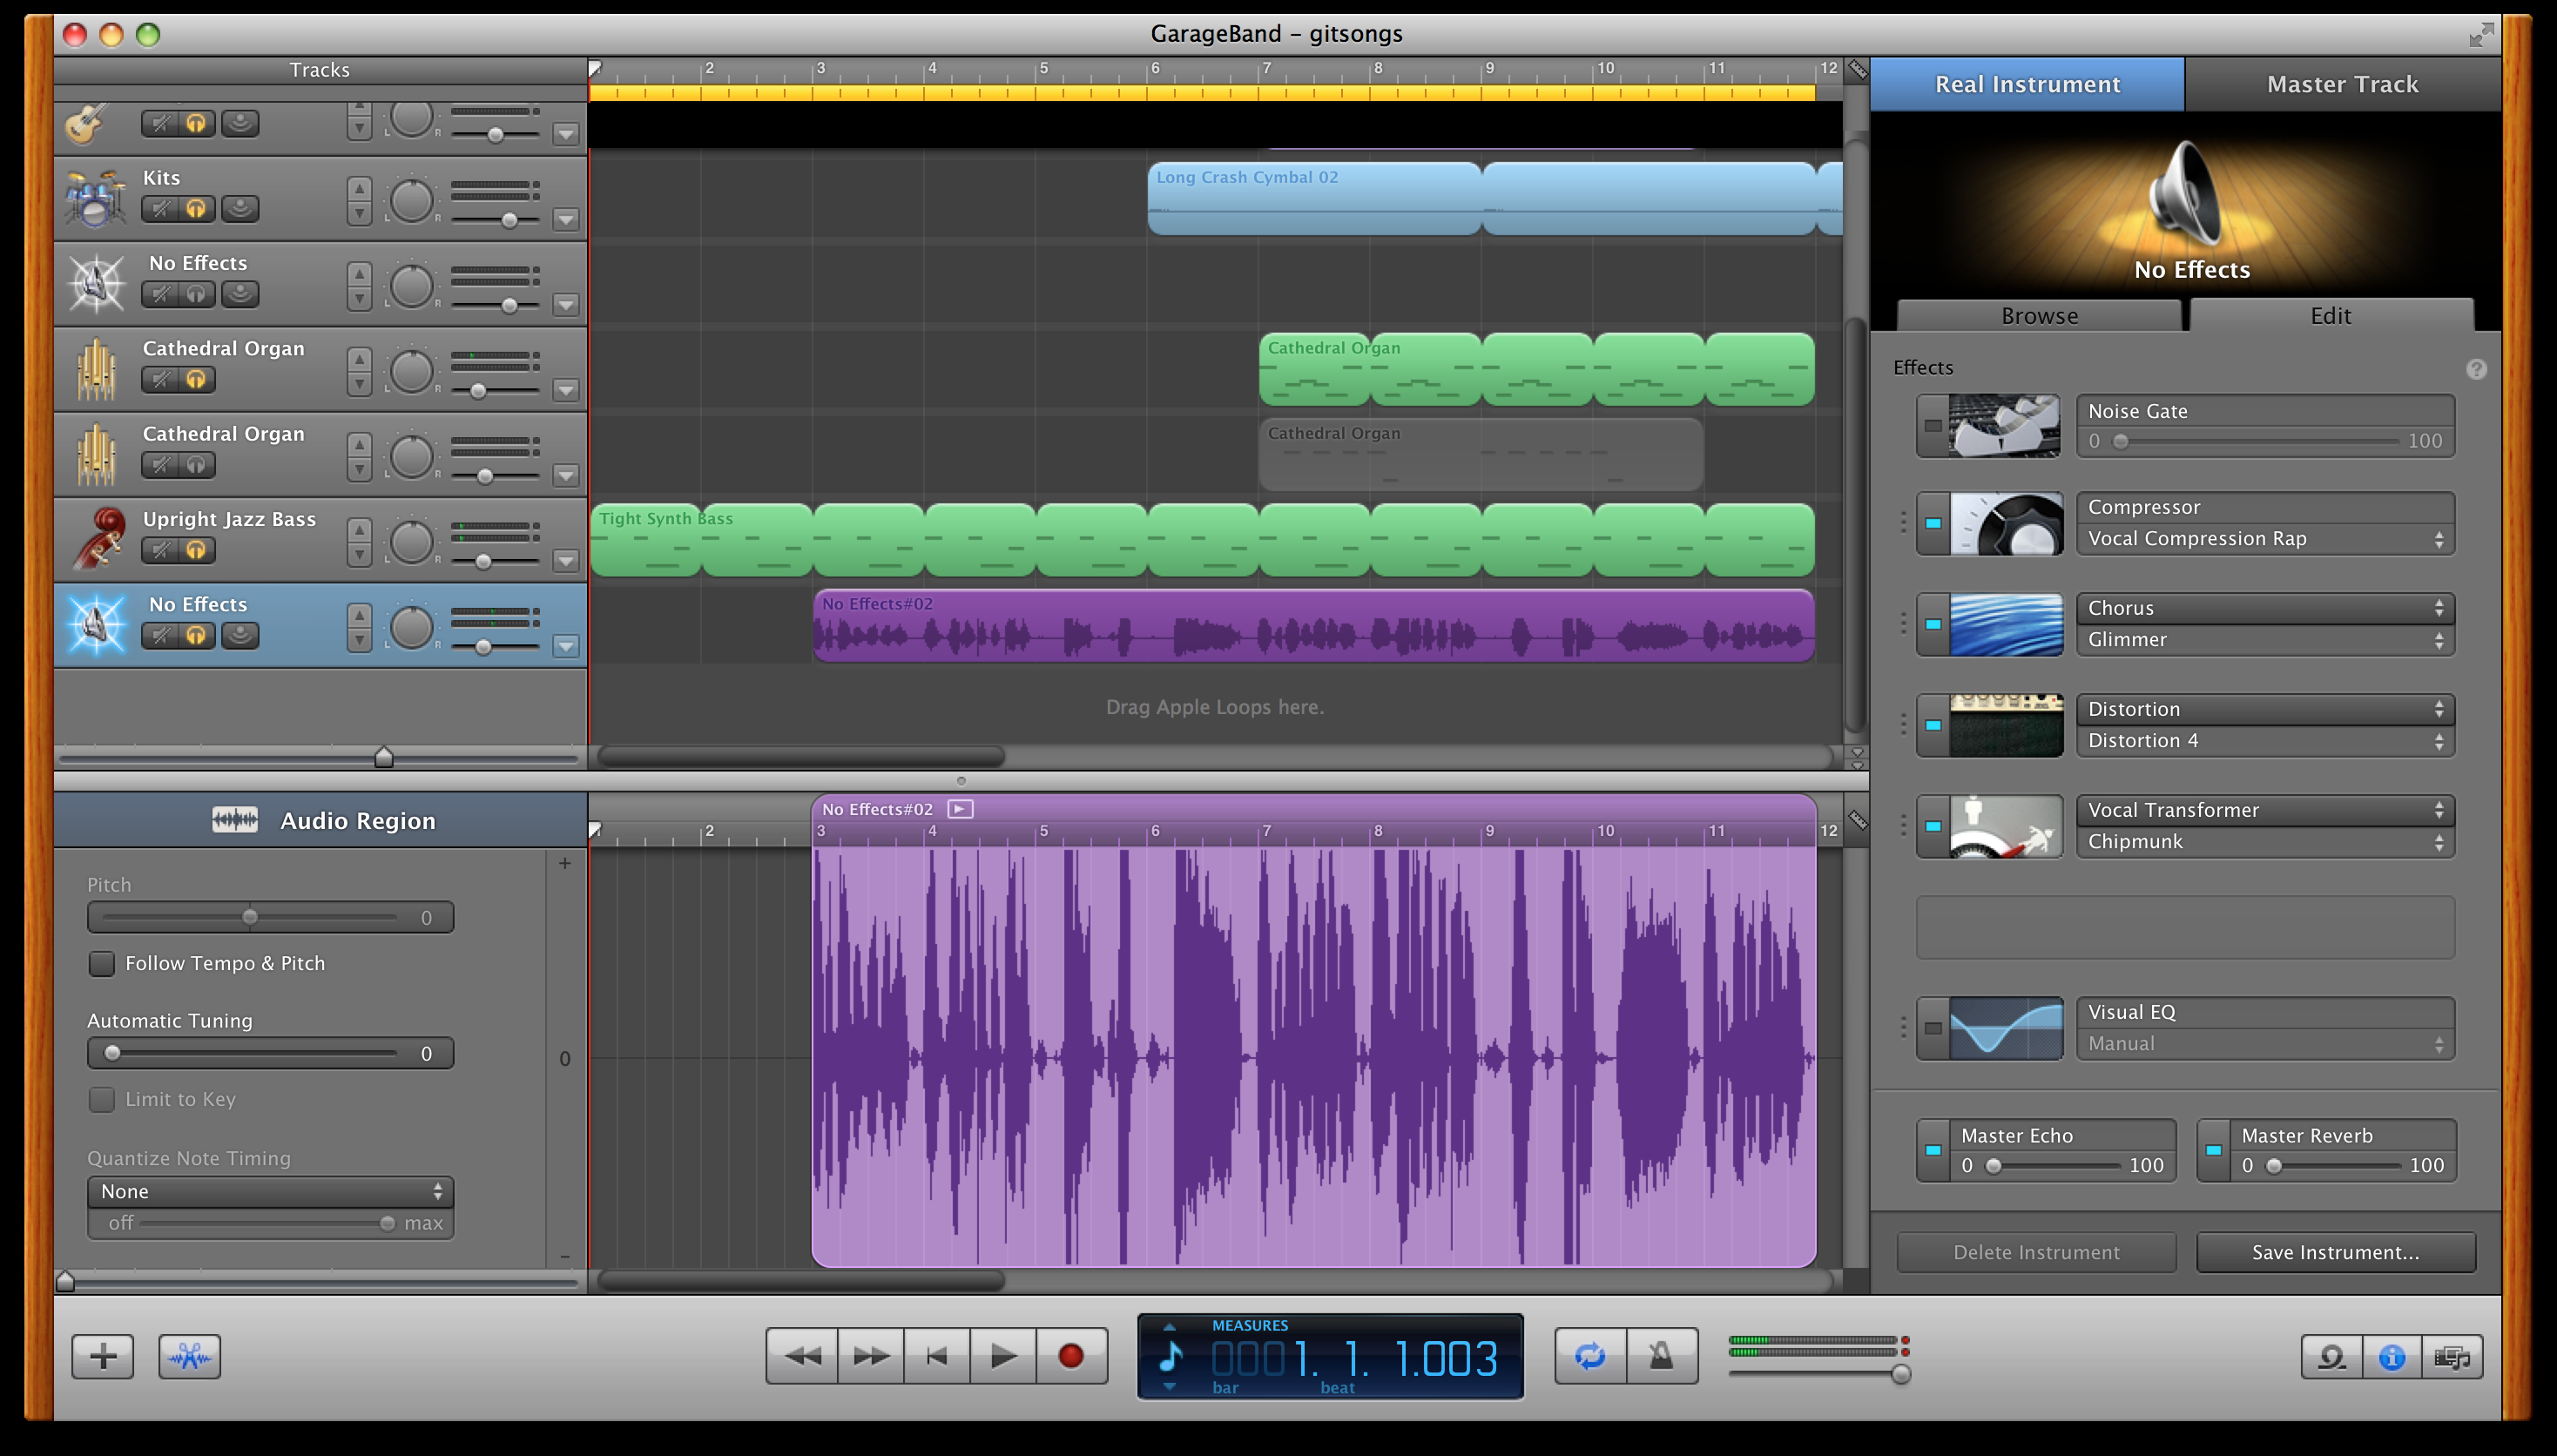 GarageBand – gitsongs
Tracks
2 3 4 5 6 7 8 9 10 11 12
L R
Kits
L R
No Effects
L R
Cathedral Organ
L R
Cathedral Organ
L R
Upright Jazz Bass
L R
No Effects
L R
Long Crash Cymbal 02
Cathedral Organ
Cathedral Organ
Tight Synth Bass
No Effects#02
Drag Apple Loops here.
Audio Region
Pitch
0
Follow Tempo & Pitch
Automatic Tuning
0
Limit to Key
Quantize Note Timing
None
off max
+
0
–
No Effects#02
2 3 4 5 6 7 8 9 10 11 12
Real Instrument Master Track
No Effects
Browse Edit
Effects ?
Noise Gate
0 100
Compressor
Vocal Compression Rap
Chorus
Glimmer
Distortion
Distortion 4
Vocal Transformer
Chipmunk
Visual EQ
Manual
Master Echo Master Reverb
0 100 0 100
Delete Instrument Save Instrument...
MEASURES
0001. 1. 1.003
bar beat